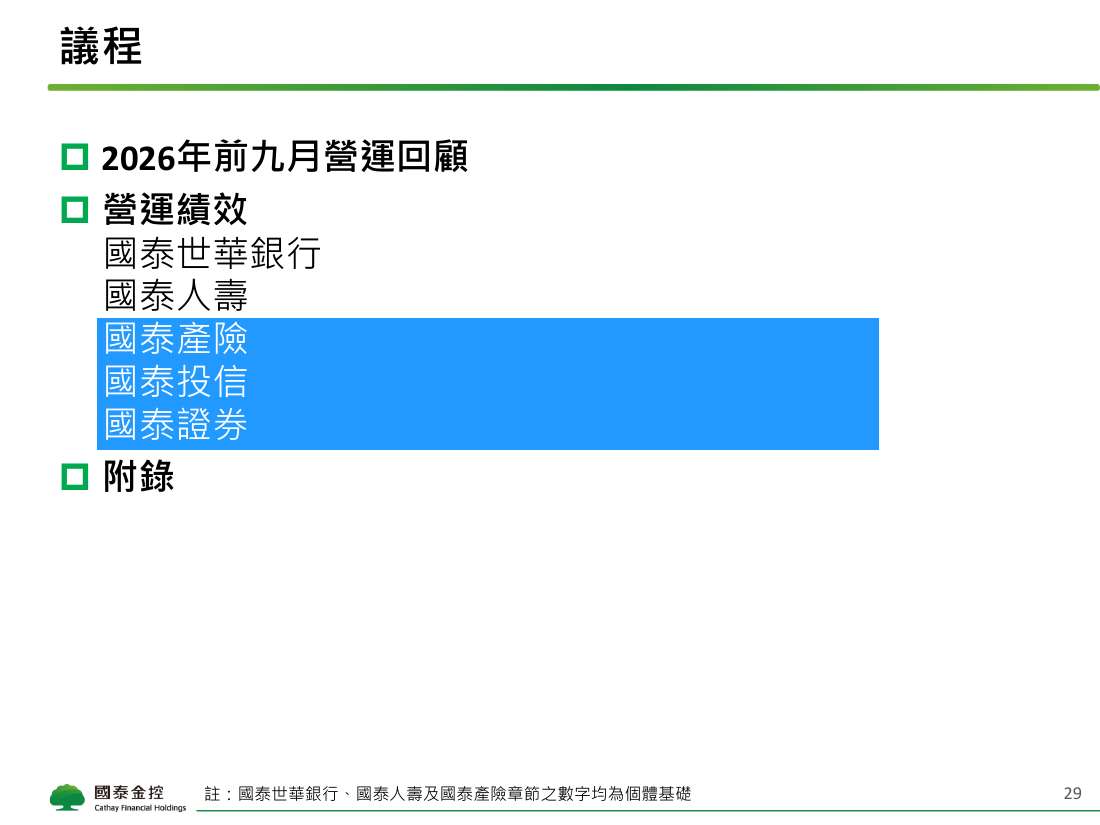 議程
2026年前九月營運回顧
營運績效
國泰世華銀行
國泰人壽
國泰產險
國泰投信
國泰證券
附錄
國泰金控
Cathay Financial Holdings
註：國泰世華銀行、國泰人壽及國泰產險章節之數字均為個體基礎
29